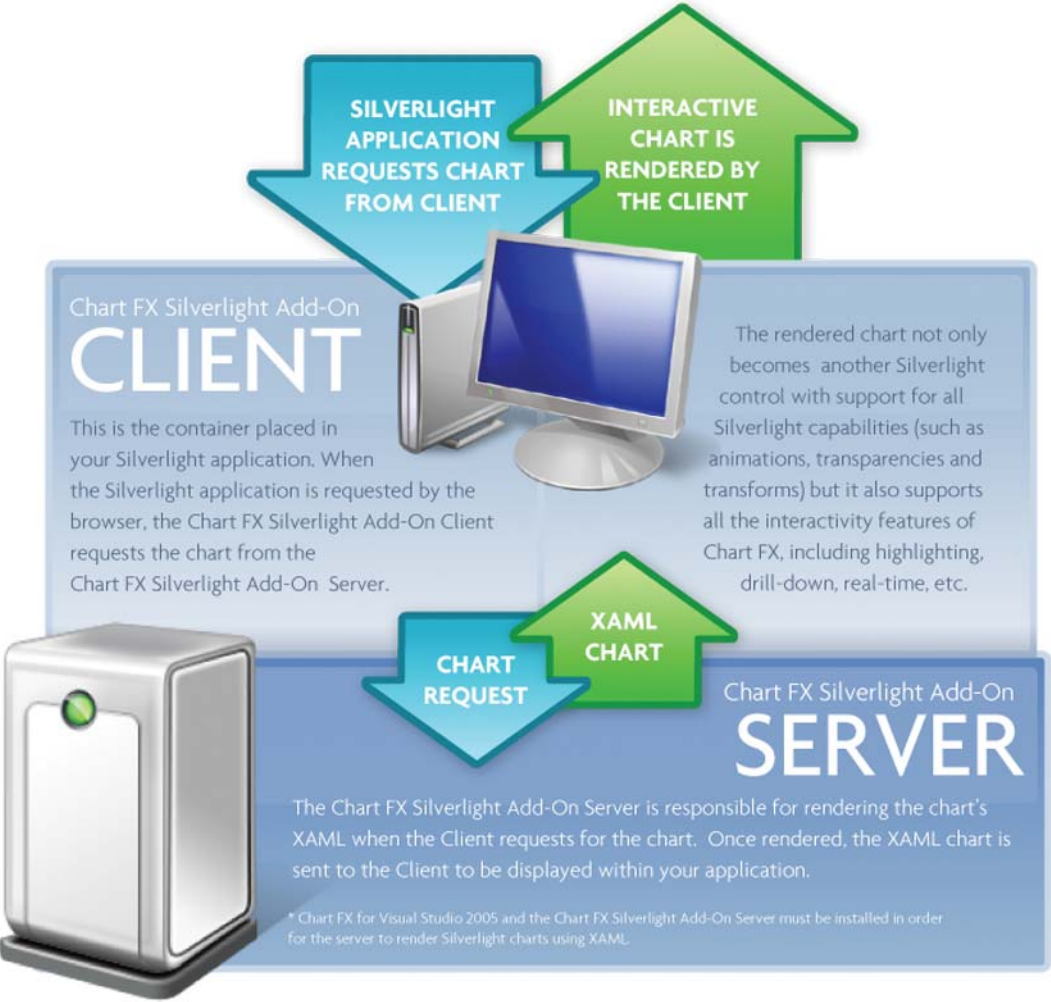 SILVERLIGHT
APPLICATION
REQUESTS CHART
FROM CLIENT
INTERACTIVE
CHART IS
RENDERED BY
THE CLIENT
Chart FX Silverlight Add-On
CLIENT
This is the container placed in
your Silverlight application. When
the Silverlight application is requested by the
browser, the Chart FX Silverlight Add-On Client
requests the chart from the
Chart FX Silverlight Add-On Server.
The rendered chart not only
becomes another Silverlight
control with support for all
Silverlight capabilities (such as
animations, transparencies and
transforms) but it also supports
all the interactivity features of
Chart FX, including highlighting,
drill-down, real-time, etc.
CHART
REQUEST
XAML
CHART
Chart FX Silverlight Add-On
SERVER
The Chart FX Silverlight Add-On Server is responsible for rendering the chart's
XAML when the Client requests for the chart. Once rendered, the XAML chart is
sent to the Client to be displayed within your application.
* Chart FX for Visual Studio 2005 and the Chart FX Silverlight Add-On Server must be installed in order
for the server to render Silverlight charts using XAML.